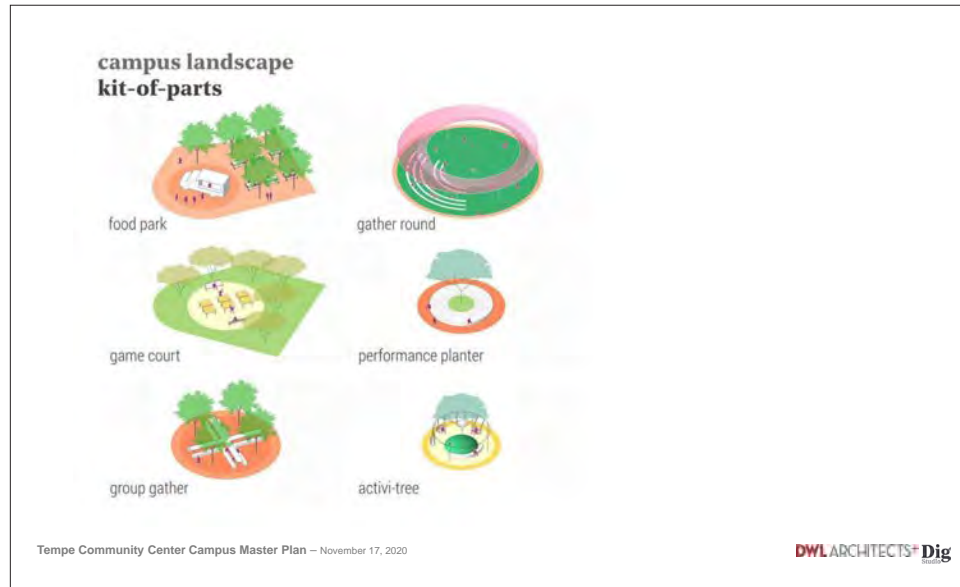 campus landscape
kit-of-parts
food park
gather round
game court
performance planter
group gather
activi-tree
Tempe Community Center Campus Master Plan – November 17, 2020
DWL ARCHITECTS+ Dig
Studio